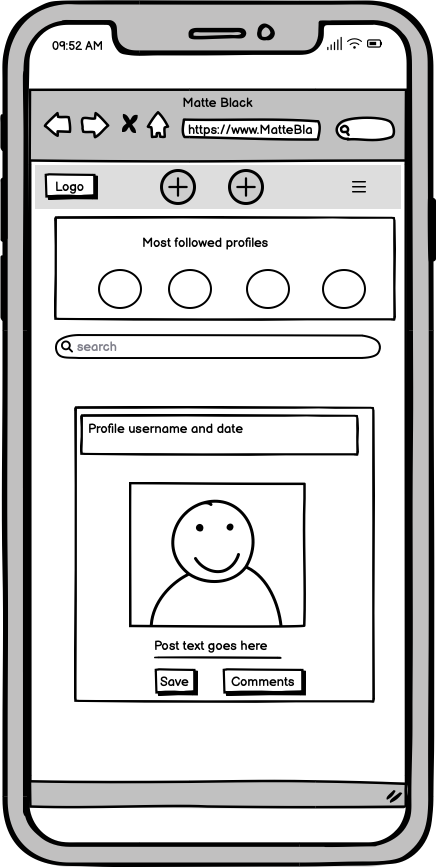 09:52 AM
Matte Black
https://www.MatteBla
Logo
Most followed profiles
search
Profile username and date
Post text goes here
Save
Comments